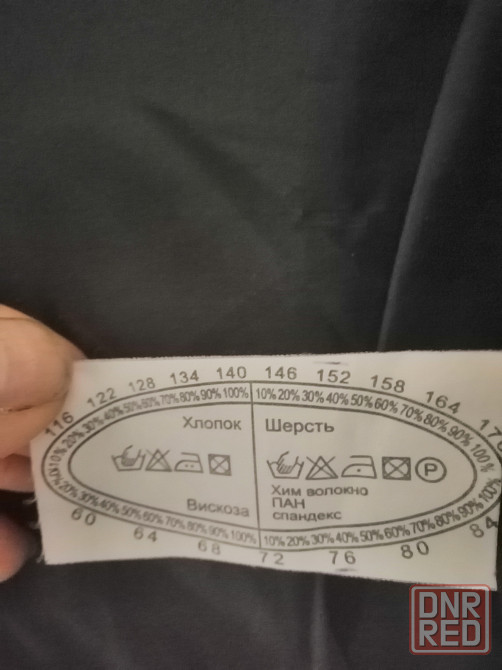 116 122 128 134 140 146 152 158 164
10% 20% 30% 40% 50% 60% 70% 80% 90% 100% 10% 20% 30% 40% 50% 60% 70% 80% 90% 100%
Хлопок Шерсть
P
Вискоза
Хим волокно
ПАН
спандекс
20% 30% 40% 50% 60% 70% 80% 90% 100% 10% 20% 30% 40% 50% 60% 70% 80% 90% 100%
60 64 68 72 76 80 84
DNR
RED